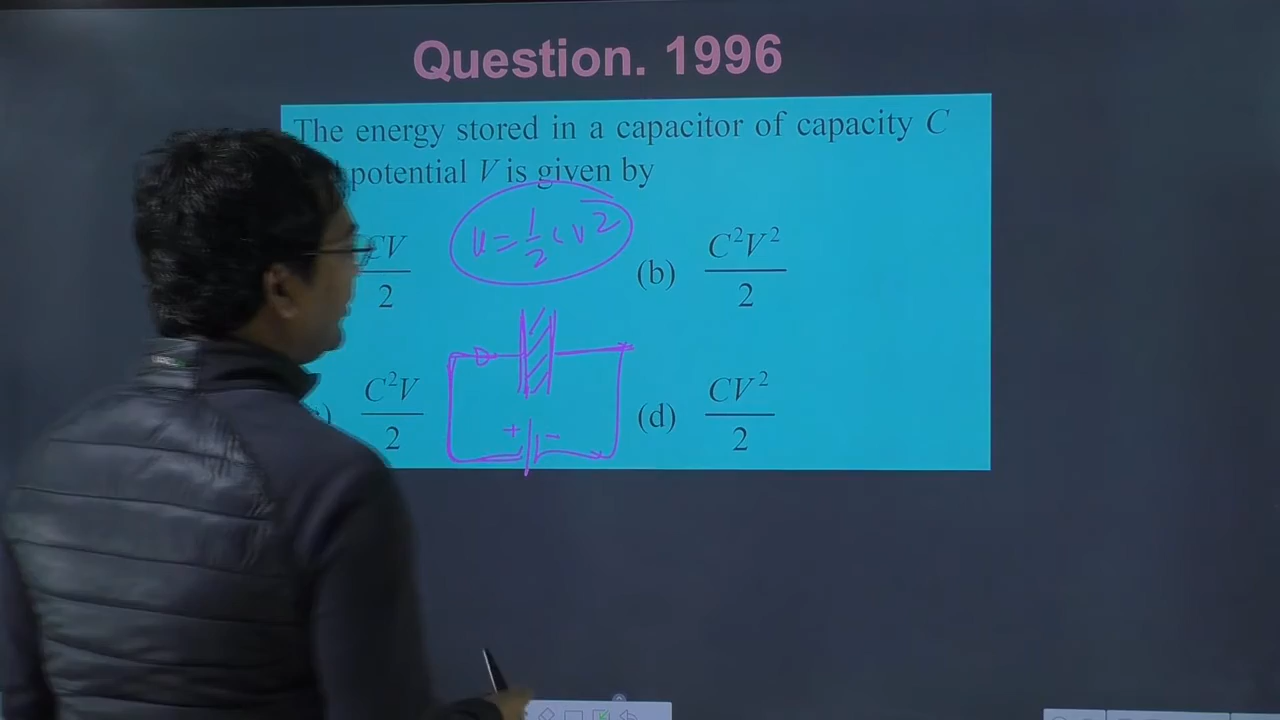 Question. 1996
The energy stored in a capacitor of capacity C
potential V is given by
CV/2
U = 1/2 CV²
(b) C²V²/2
C²V/2
+ −
(d) CV²/2